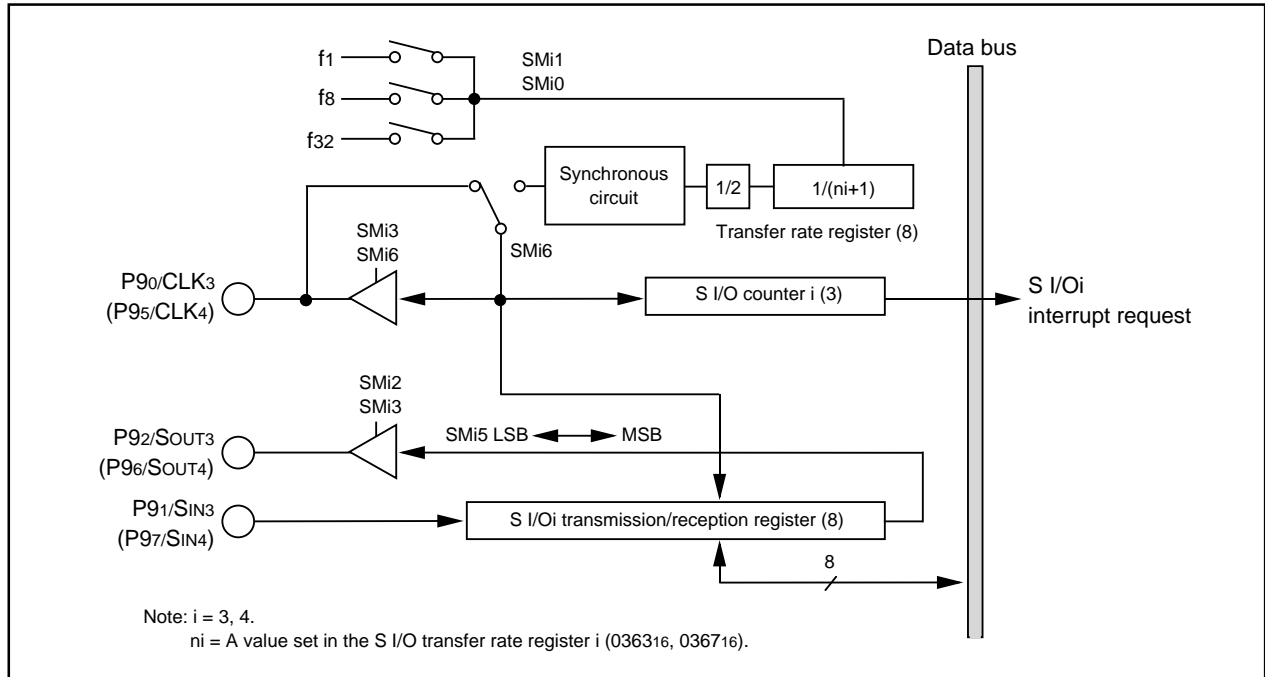 Data bus
f1
SMi1
SMi0
f8
f32
Synchronous
circuit
1/2
1/(ni+1)
Transfer rate register (8)
SMi3
SMi6
SMi6
P90/CLK3
(P95/CLK4)
S I/O counter i (3)
S I/Oi
interrupt request
SMi2
SMi3
SMi5 LSB
MSB
P92/SOUT3
(P96/SOUT4)
P91/SIN3
(P97/SIN4)
S I/Oi transmission/reception register (8)
8
Note: i = 3, 4.
ni = A value set in the S I/O transfer rate register i (036316, 036716).